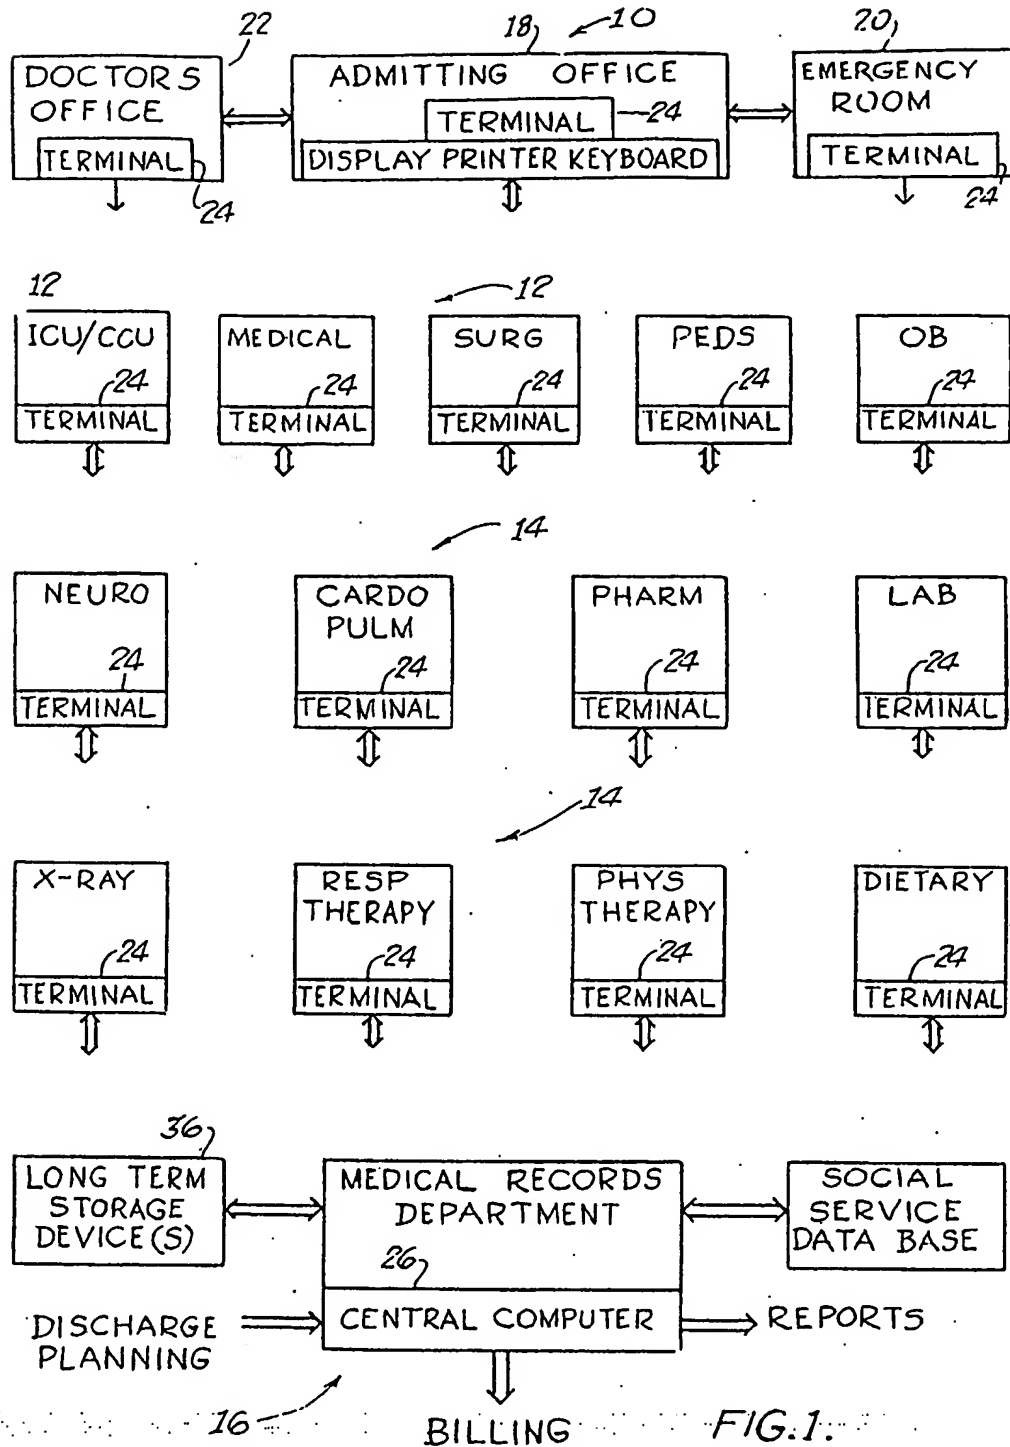 22
18
10
20
DOCTORS
OFFICE
TERMINAL
24
ADMITTING OFFICE
TERMINAL
24
DISPLAY PRINTER KEYBOARD
EMERGENCY
ROOM
TERMINAL
24
12
12
ICU/CCU
24
TERMINAL
MEDICAL
24
TERMINAL
SURG
24
TERMINAL
PEDS
24
TERMINAL
OB
24
TERMINAL
14
NEURO
24
TERMINAL
CARDO
PULM
24
TERMINAL
PHARM
24
TERMINAL
LAB
24
TERMINAL
14
X-RAY
24
TERMINAL
RESP
THERAPY
24
TERMINAL
PHYS
THERAPY
24
TERMINAL
DIETARY
24
TERMINAL
36
LONG TERM
STORAGE
DEVICE(S)
MEDICAL RECORDS
DEPARTMENT
26
CENTRAL COMPUTER
SOCIAL
SERVICE
DATA BASE
DISCHARGE
PLANNING
REPORTS
16
BILLING
FIG.1.